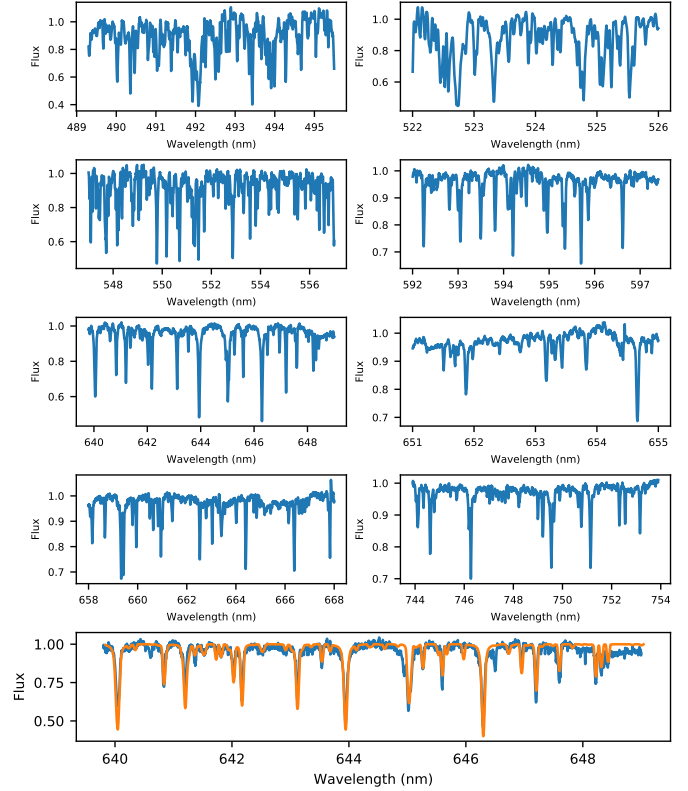 1.0
0.8
0.6
0.4
Flux
489 490 491 492 493 494 495
Wavelength (nm)
1.0
0.8
0.6
Flux
522 523 524 525 526
Wavelength (nm)
1.0
0.8
0.6
Flux
548 550 552 554 556
Wavelength (nm)
1.0
0.9
0.8
0.7
Flux
592 593 594 595 596 597
Wavelength (nm)
1.0
0.8
0.6
Flux
640 642 644 646 648
Wavelength (nm)
1.0
0.9
0.8
0.7
Flux
651 652 653 654 655
Wavelength (nm)
1.0
0.9
0.8
0.7
Flux
658 660 662 664 666 668
Wavelength (nm)
1.0
0.9
0.8
0.7
Flux
744 746 748 750 752 754
Wavelength (nm)
1.00
0.75
0.50
Flux
640 642 644 646 648
Wavelength (nm)